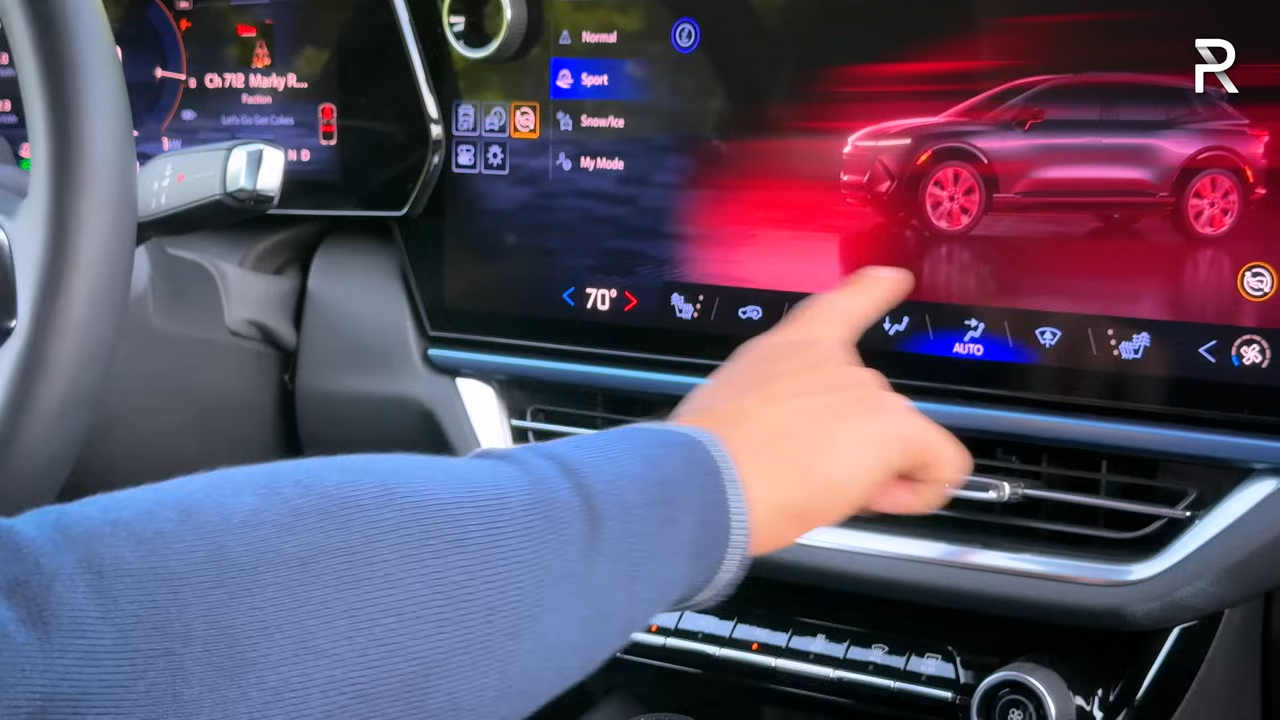 Normal
Sport
Ch 712 Marky R...
Faction
Let's Go Get Cokes
Snow/Ice
My Mode
N D
70°
AUTO
R